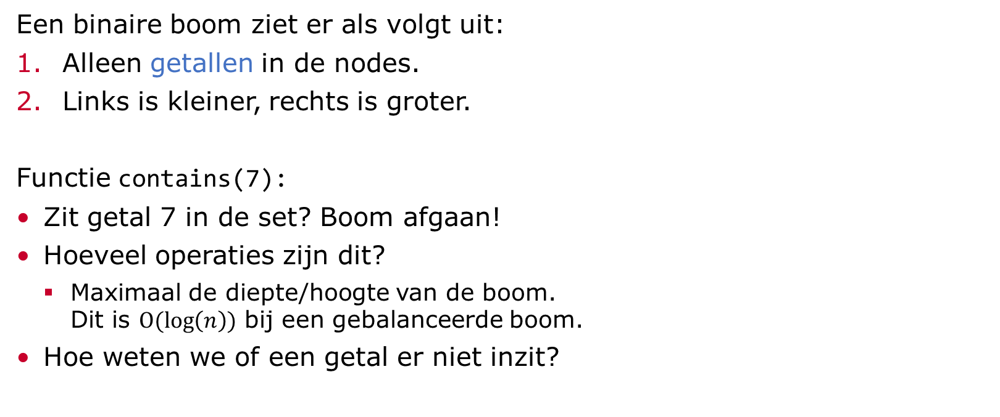 Een binaire boom ziet er als volgt uit:
1. Alleen getallen in de nodes.
2. Links is kleiner, rechts is groter.
Functie contains(7):
• Zit getal 7 in de set? Boom afgaan!
• Hoeveel operaties zijn dit?
▪ Maximaal de diepte/hoogte van de boom.
Dit is O(log(n)) bij een gebalanceerde boom.
• Hoe weten we of een getal er niet inzit?